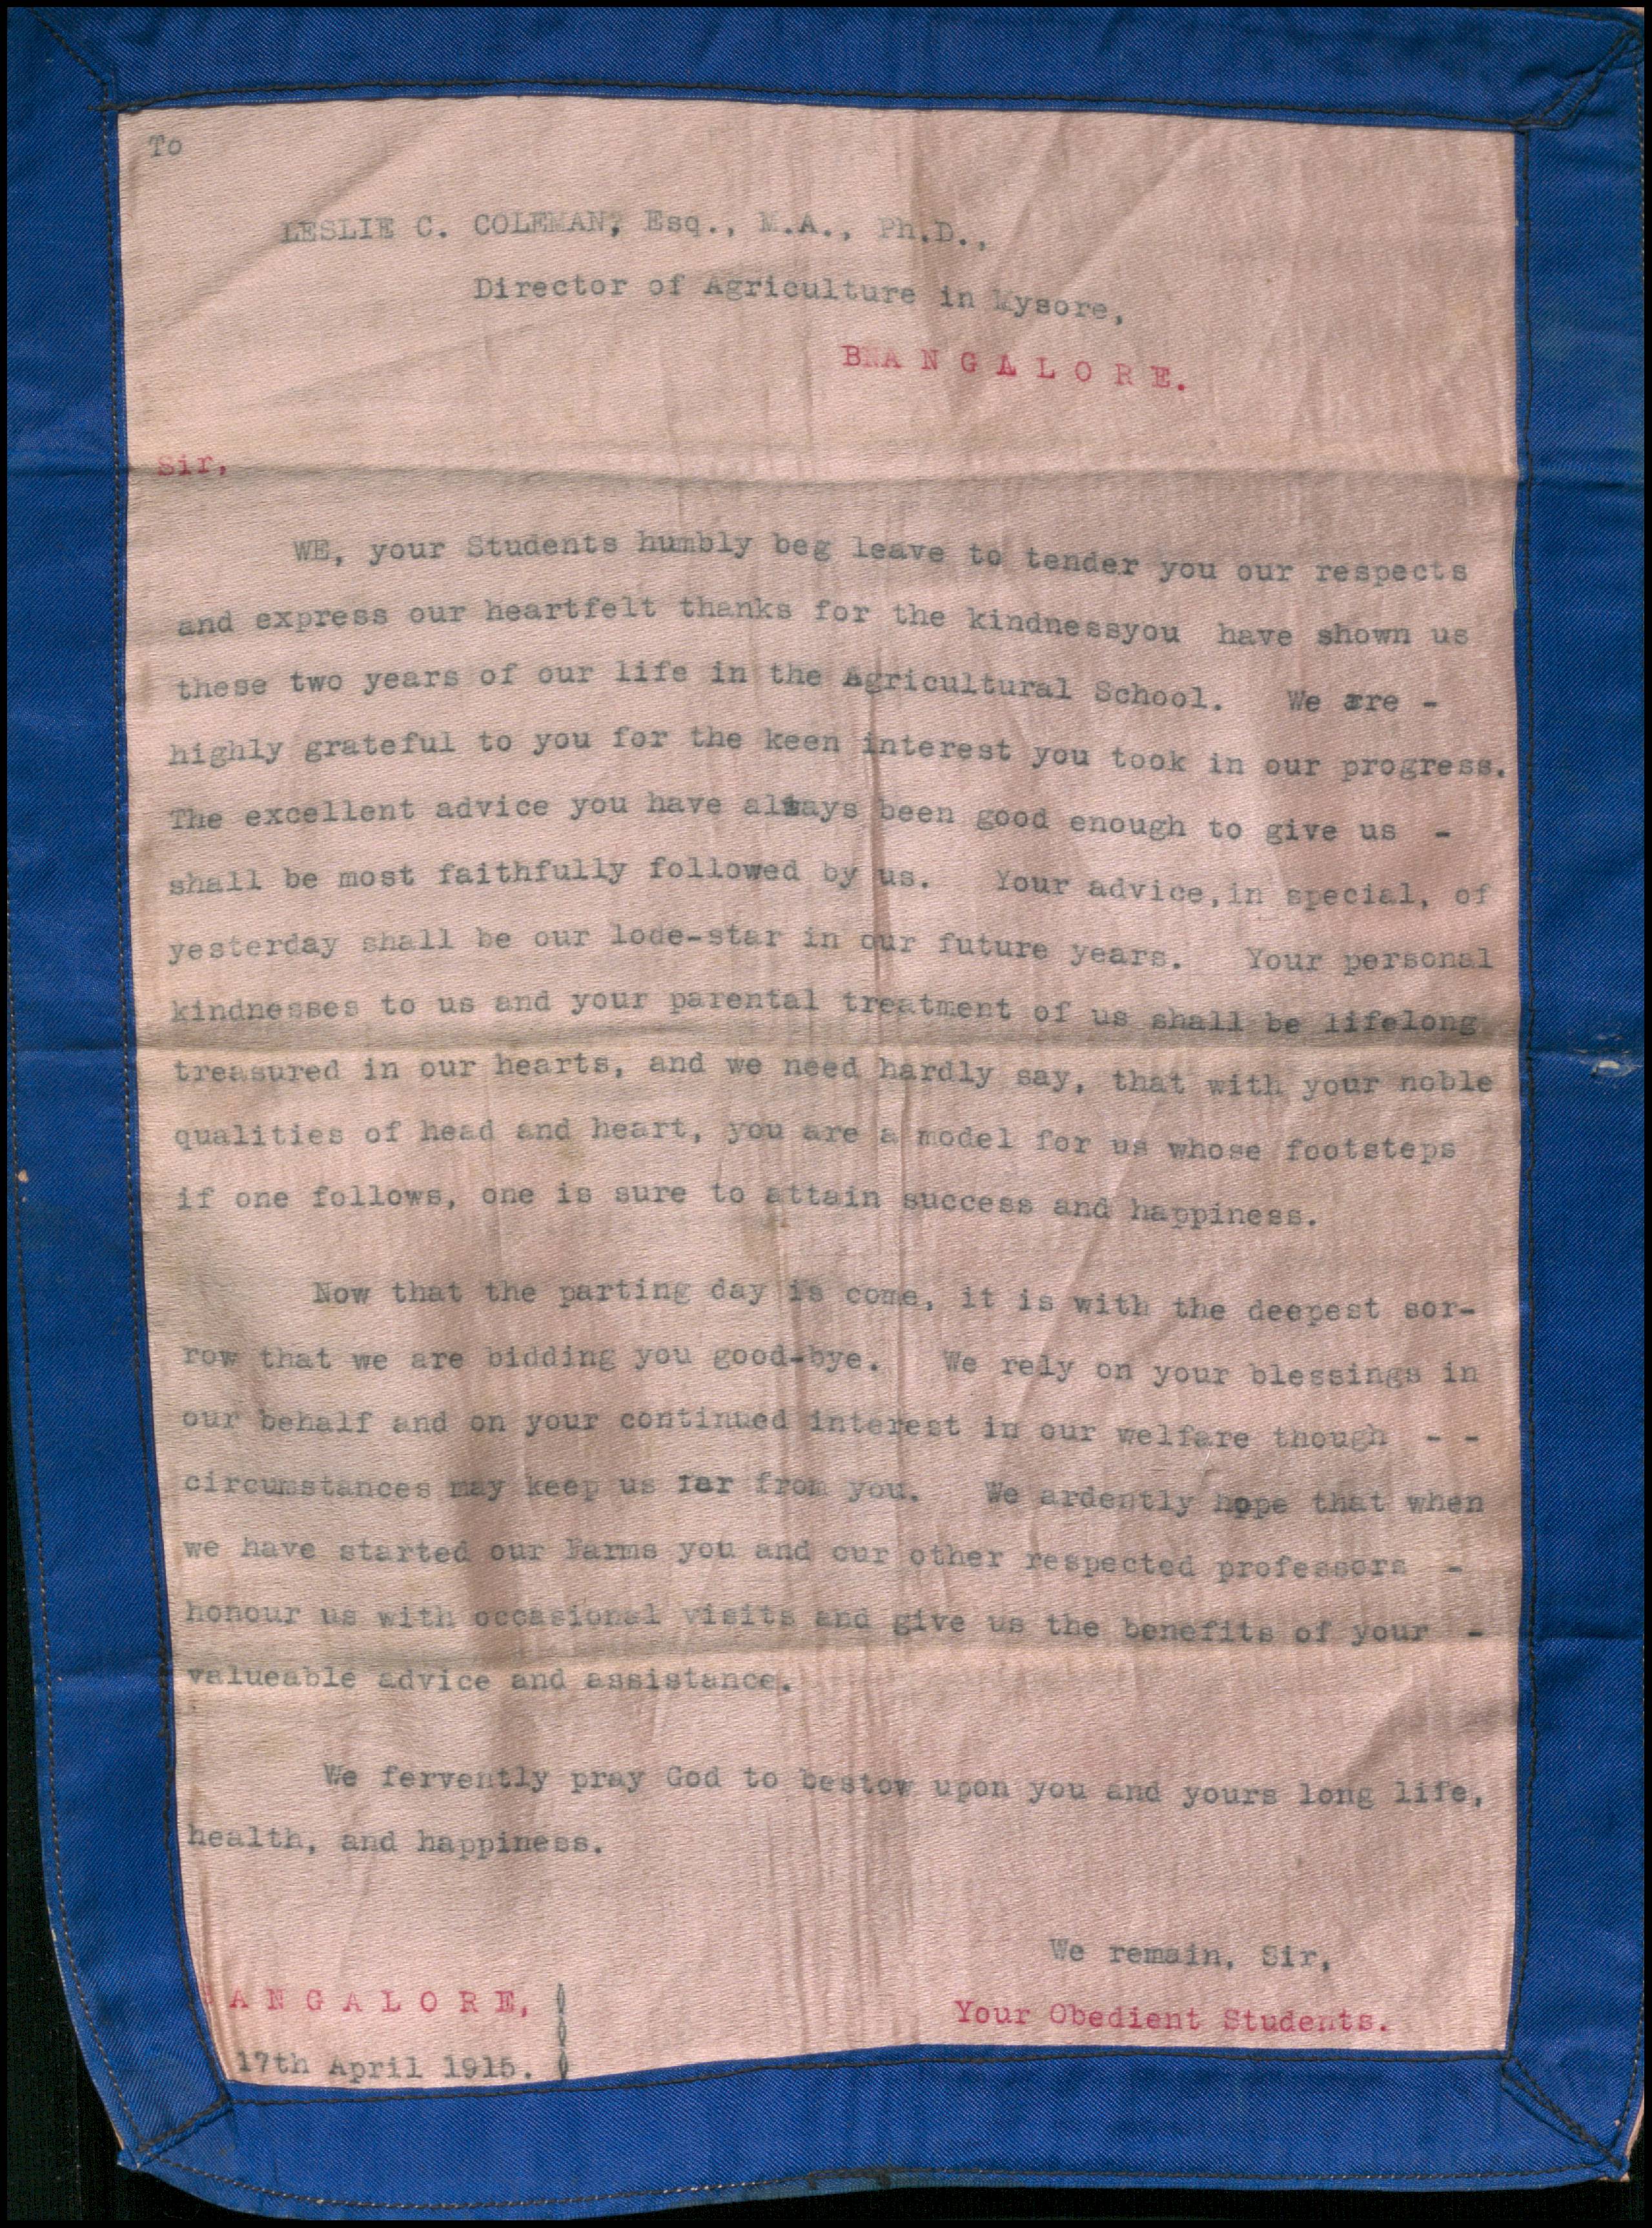 To
LESLIE C. COLEMAN, Esq., M.A., Ph.D.,
Director of Agriculture in Mysore,
B A N G A L O R E.
Sir,
WE, your Students humbly beg leave to tender you our respects
and express our heartfelt thanks for the kindnessyou have shown us
these two years of our life in the Agricultural School. We are -
highly grateful to you for the keen interest you took in our progress.
The excellent advice you have always been good enough to give us -
shall be most faithfully followed by us. Your advice,in special, of
yesterday shall be our lode-star in our future years. Your personal
kindnesses to us and your parental treatment of us shall be lifelong
treasured in our hearts, and we need hardly say, that with your noble
qualities of head and heart, you are a model for us whose footsteps
if one follows, one is sure to attain success and happiness.
Now that the parting day is come, it is with the deepest sor-
row that we are bidding you good-bye. We rely on your blessings in
our behalf and on your continued interest in our welfare though - -
circumstances may keep us far from you. We ardently hope that when
we have started our Farms you and our other respected professors -
honour us with occasional visits and give us the benefits of your -
valueable advice and assistance.
We fervently pray God to bestow upon you and yours long life,
health, and happiness.
We remain, Sir,
Your Obedient Students.
B A N G A L O R E,
17th April 1915.